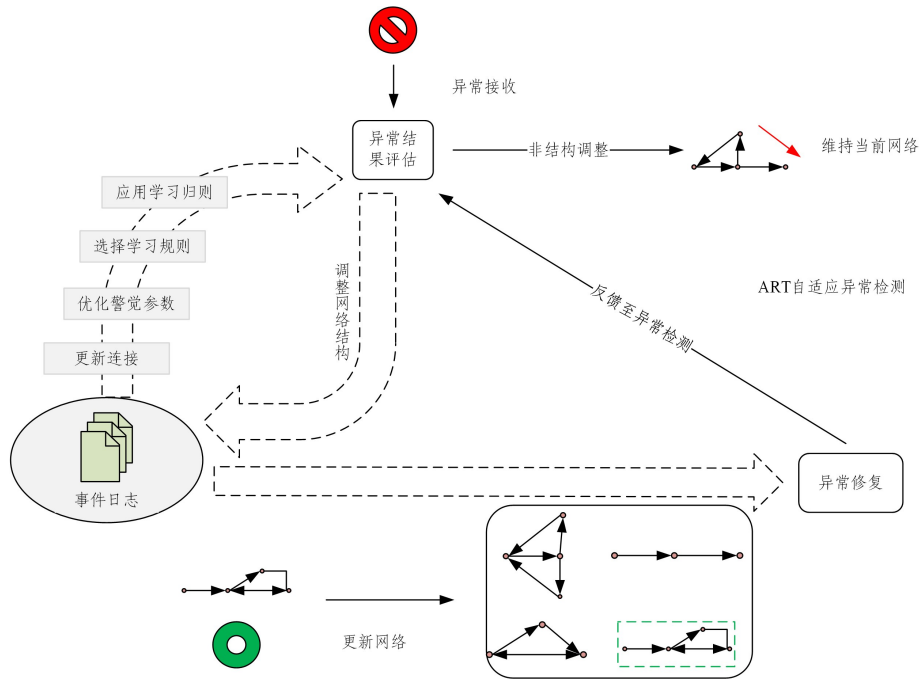 异常接收
异常结
果评估
非结构调整
维持当前网络
应用学习归则
选择学习规则
优化警觉参数
更新连接
调整网络结构
反馈至异常检测
ART自适应异常检测
事件日志
异常修复
更新网络